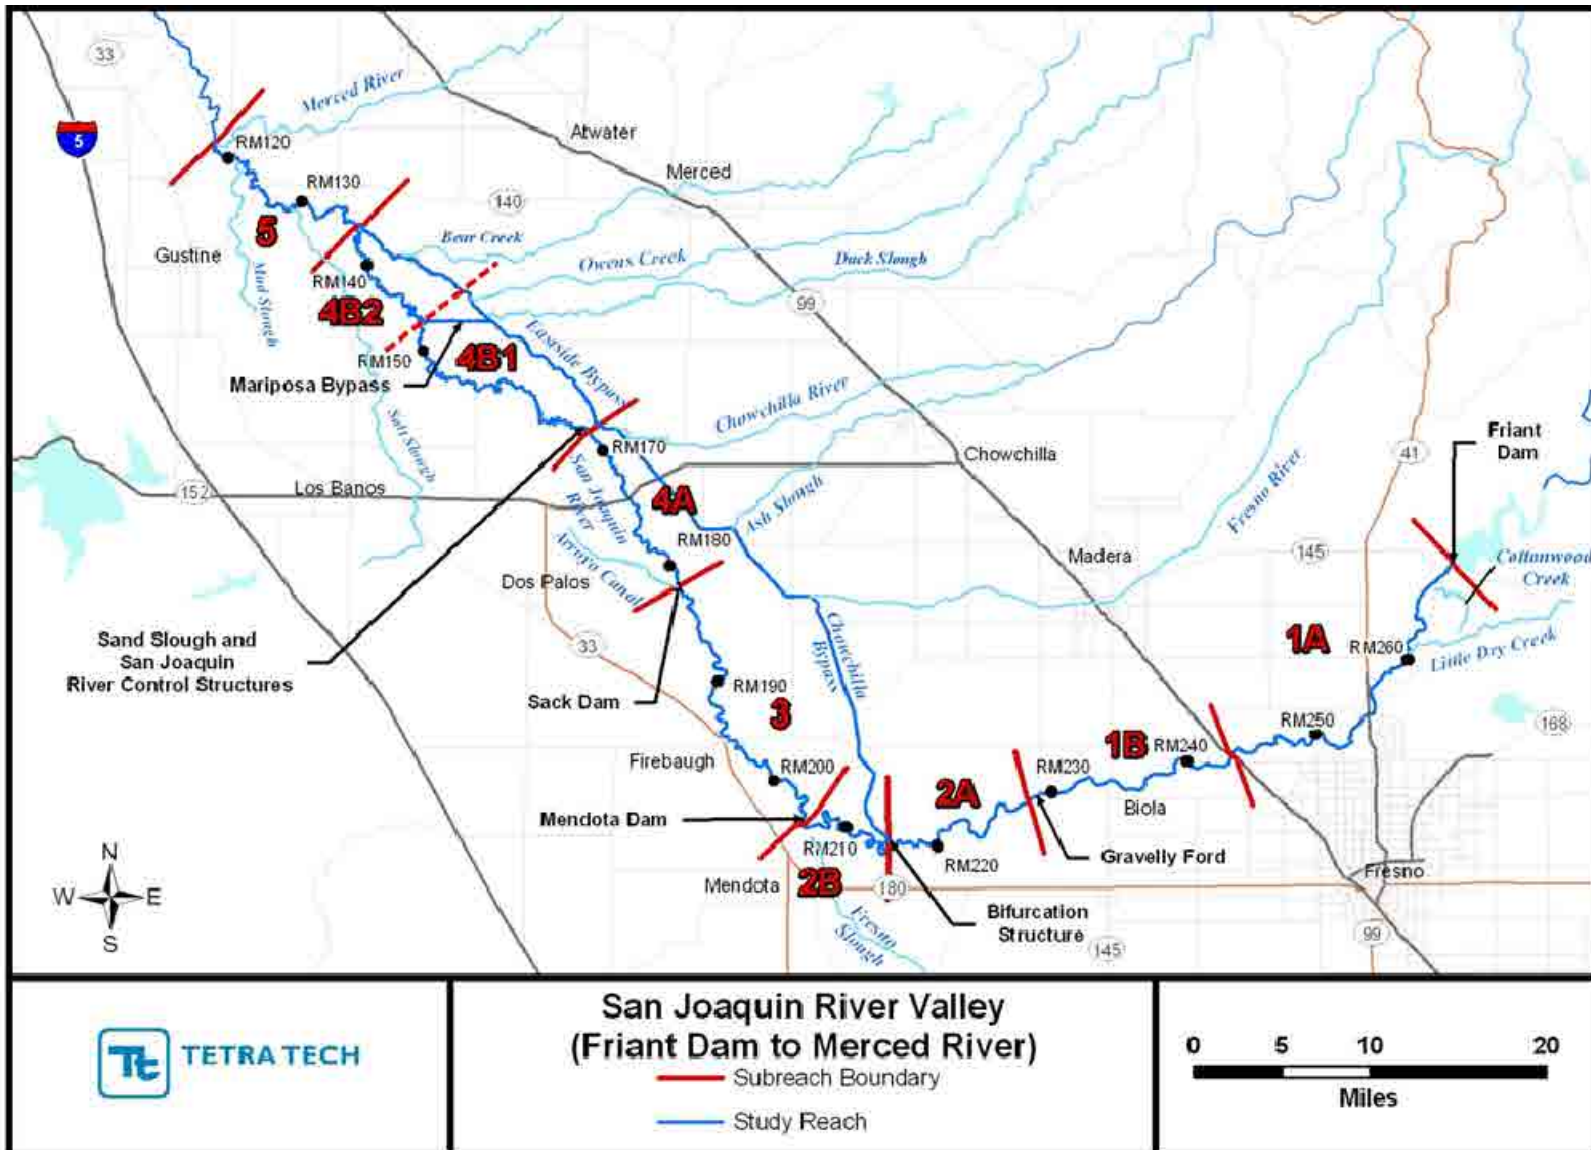 33
Merced River
5
RM120
Atwater
Merced
RM130
140
5
Gustine
Bear Creek
Owens Creek
Duck Slough
RM140
Mud Slough
4B2
99
Eastside Bypass
RM150
4B1
Mariposa Bypass
Chowchilla River
Salt Slough
RM170
Chowchilla
Friant
Dam
41
152
Los Banos
San Joaquin
River
4A
Ash Slough
Fresno River
RM180
Arroyo Canal
Madera
145
Cottonwood
Creek
Dos Palos
Sand Slough and
San Joaquin
River Control Structures
33
Chowchilla
Bypass
1A
RM260
Little Dry Creek
Sack Dam
RM190
3
168
RM250
1B
RM240
Firebaugh
RM200
RM230
2A
Biola
Mendota Dam
RM210
RM220
Gravelly Ford
Mendota
2B
180
Fresno
N
W E
S
Fresno
Slough
Bifurcation
Structure
145
99
TETRA TECH
San Joaquin River Valley
(Friant Dam to Merced River)
Subreach Boundary
Study Reach
0 5 10 20
Miles